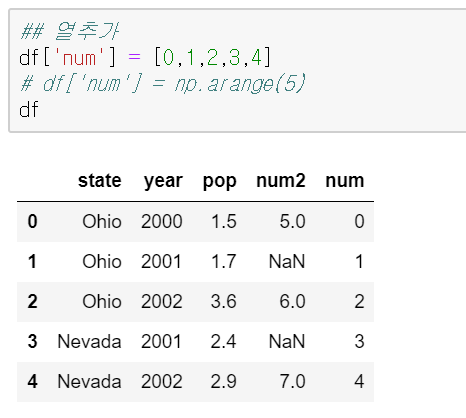 ## 열추가
df['num'] = [0,1,2,3,4]
# df['num'] = np.arange(5)
df
state year pop num2 num
0 Ohio 2000 1.5 5.0 0
1 Ohio 2001 1.7 NaN 1
2 Ohio 2002 3.6 6.0 2
3 Nevada 2001 2.4 NaN 3
4 Nevada 2002 2.9 7.0 4